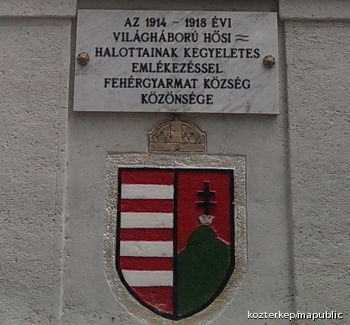 AZ 1914 - 1918 ÉVI
VILÁGHÁBORÚ HŐSI =
HALOTTAINAK KEGYELETES
EMLÉKEZÉSSEL
FEHÉRGYARMAT KÖZSÉG
KÖZÖNSÉGE
kozterkep/mapublic